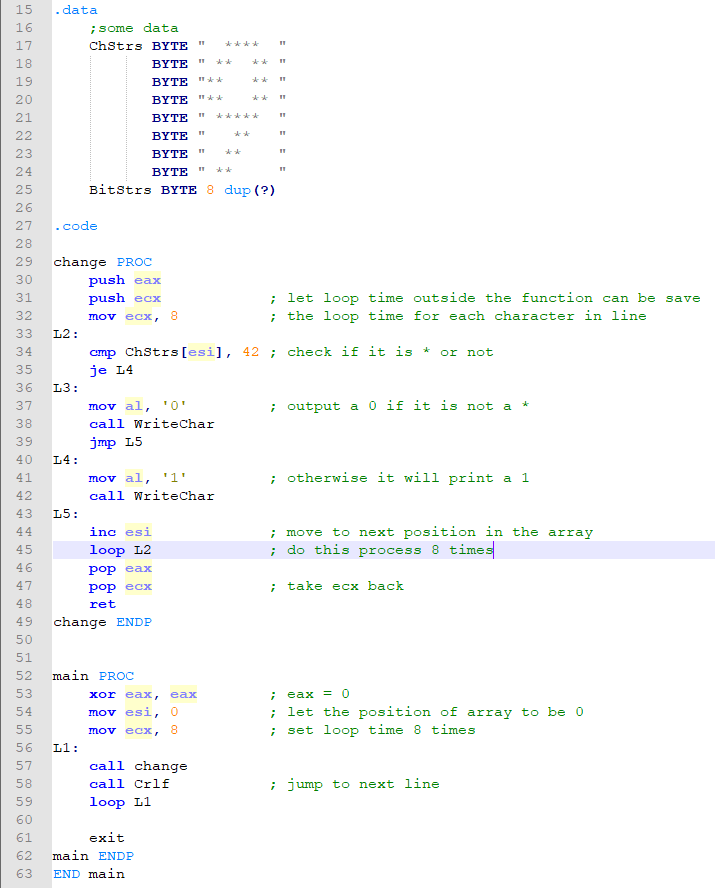 15 .data
16     ;some data
17     ChStrs BYTE "  ****  "
18            BYTE " **  ** "
19            BYTE "**   ** "
20            BYTE "**   ** "
21            BYTE " *****  "
22            BYTE "   **   "
23            BYTE "  **    "
24            BYTE " **     "
25     BitStrs BYTE 8 dup(?)
26
27 .code
28
29 change PROC
30     push eax
31     push ecx            ; let loop time outside the function can be save
32     mov ecx, 8          ; the loop time for each character in line
33 L2:
34     cmp ChStrs[esi], 42 ; check if it is * or not
35     je L4
36 L3:
37     mov al, '0'         ; output a 0 if it is not a *
38     call WriteChar
39     jmp L5
40 L4:
41     mov al, '1'         ; otherwise it will print a 1
42     call WriteChar
43 L5:
44     inc esi             ; move to next position in the array
45     loop L2             ; do this process 8 times
46     pop eax
47     pop ecx             ; take ecx back
48     ret
49 change ENDP
50
51
52 main PROC
53     xor eax, eax        ; eax = 0
54     mov esi, 0          ; let the position of array to be 0
55     mov ecx, 8          ; set loop time 8 times
56 L1:
57     call change
58     call Crlf           ; jump to next line
59     loop L1
60
61     exit
62 main ENDP
63 END main